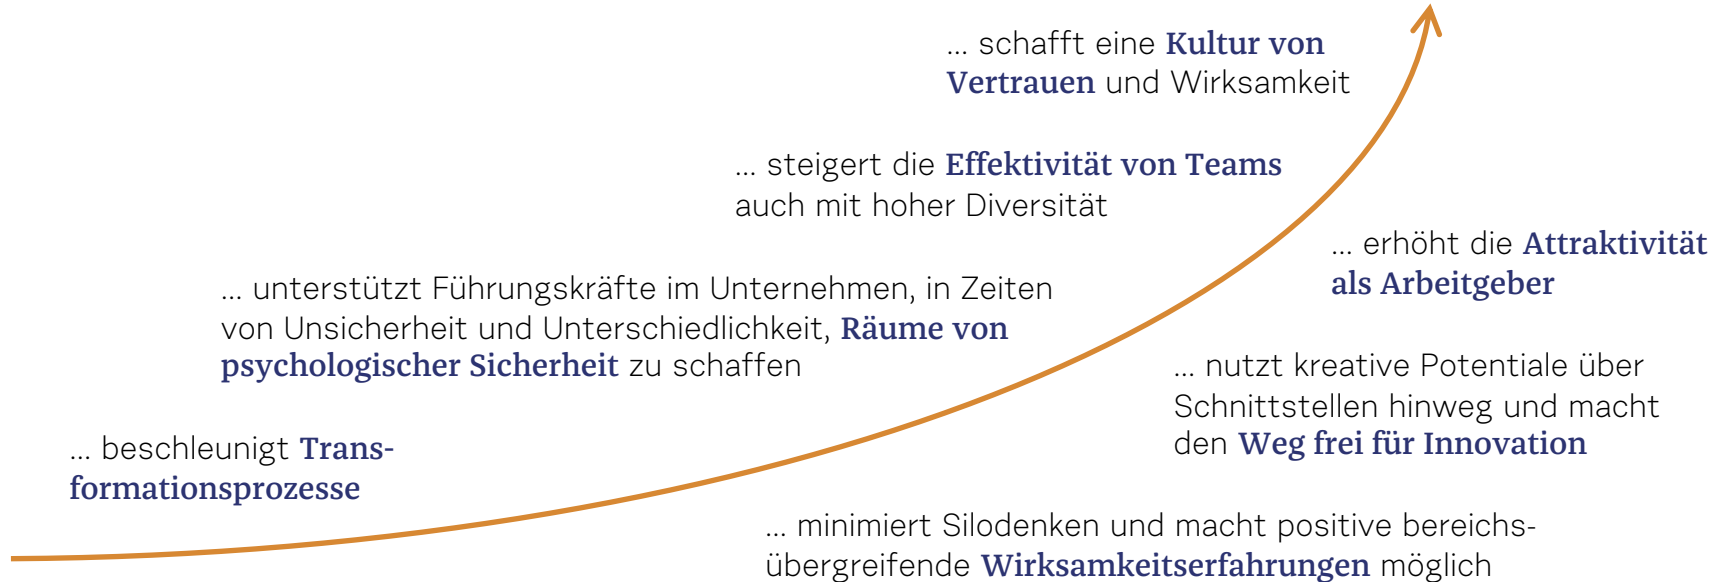 ... schafft eine Kultur von
Vertrauen und Wirksamkeit
... steigert die Effektivität von Teams
auch mit hoher Diversität
... erhöht die Attraktivität
als Arbeitgeber
... unterstützt Führungskräfte im Unternehmen, in Zeiten
von Unsicherheit und Unterschiedlichkeit, Räume von
psychologischer Sicherheit zu schaffen
... nutzt kreative Potentiale über
Schnittstellen hinweg und macht
den Weg frei für Innovation
... beschleunigt Trans-
formationsprozesse
... minimiert Silodenken und macht positive bereichs-
übergreifende Wirksamkeitserfahrungen möglich